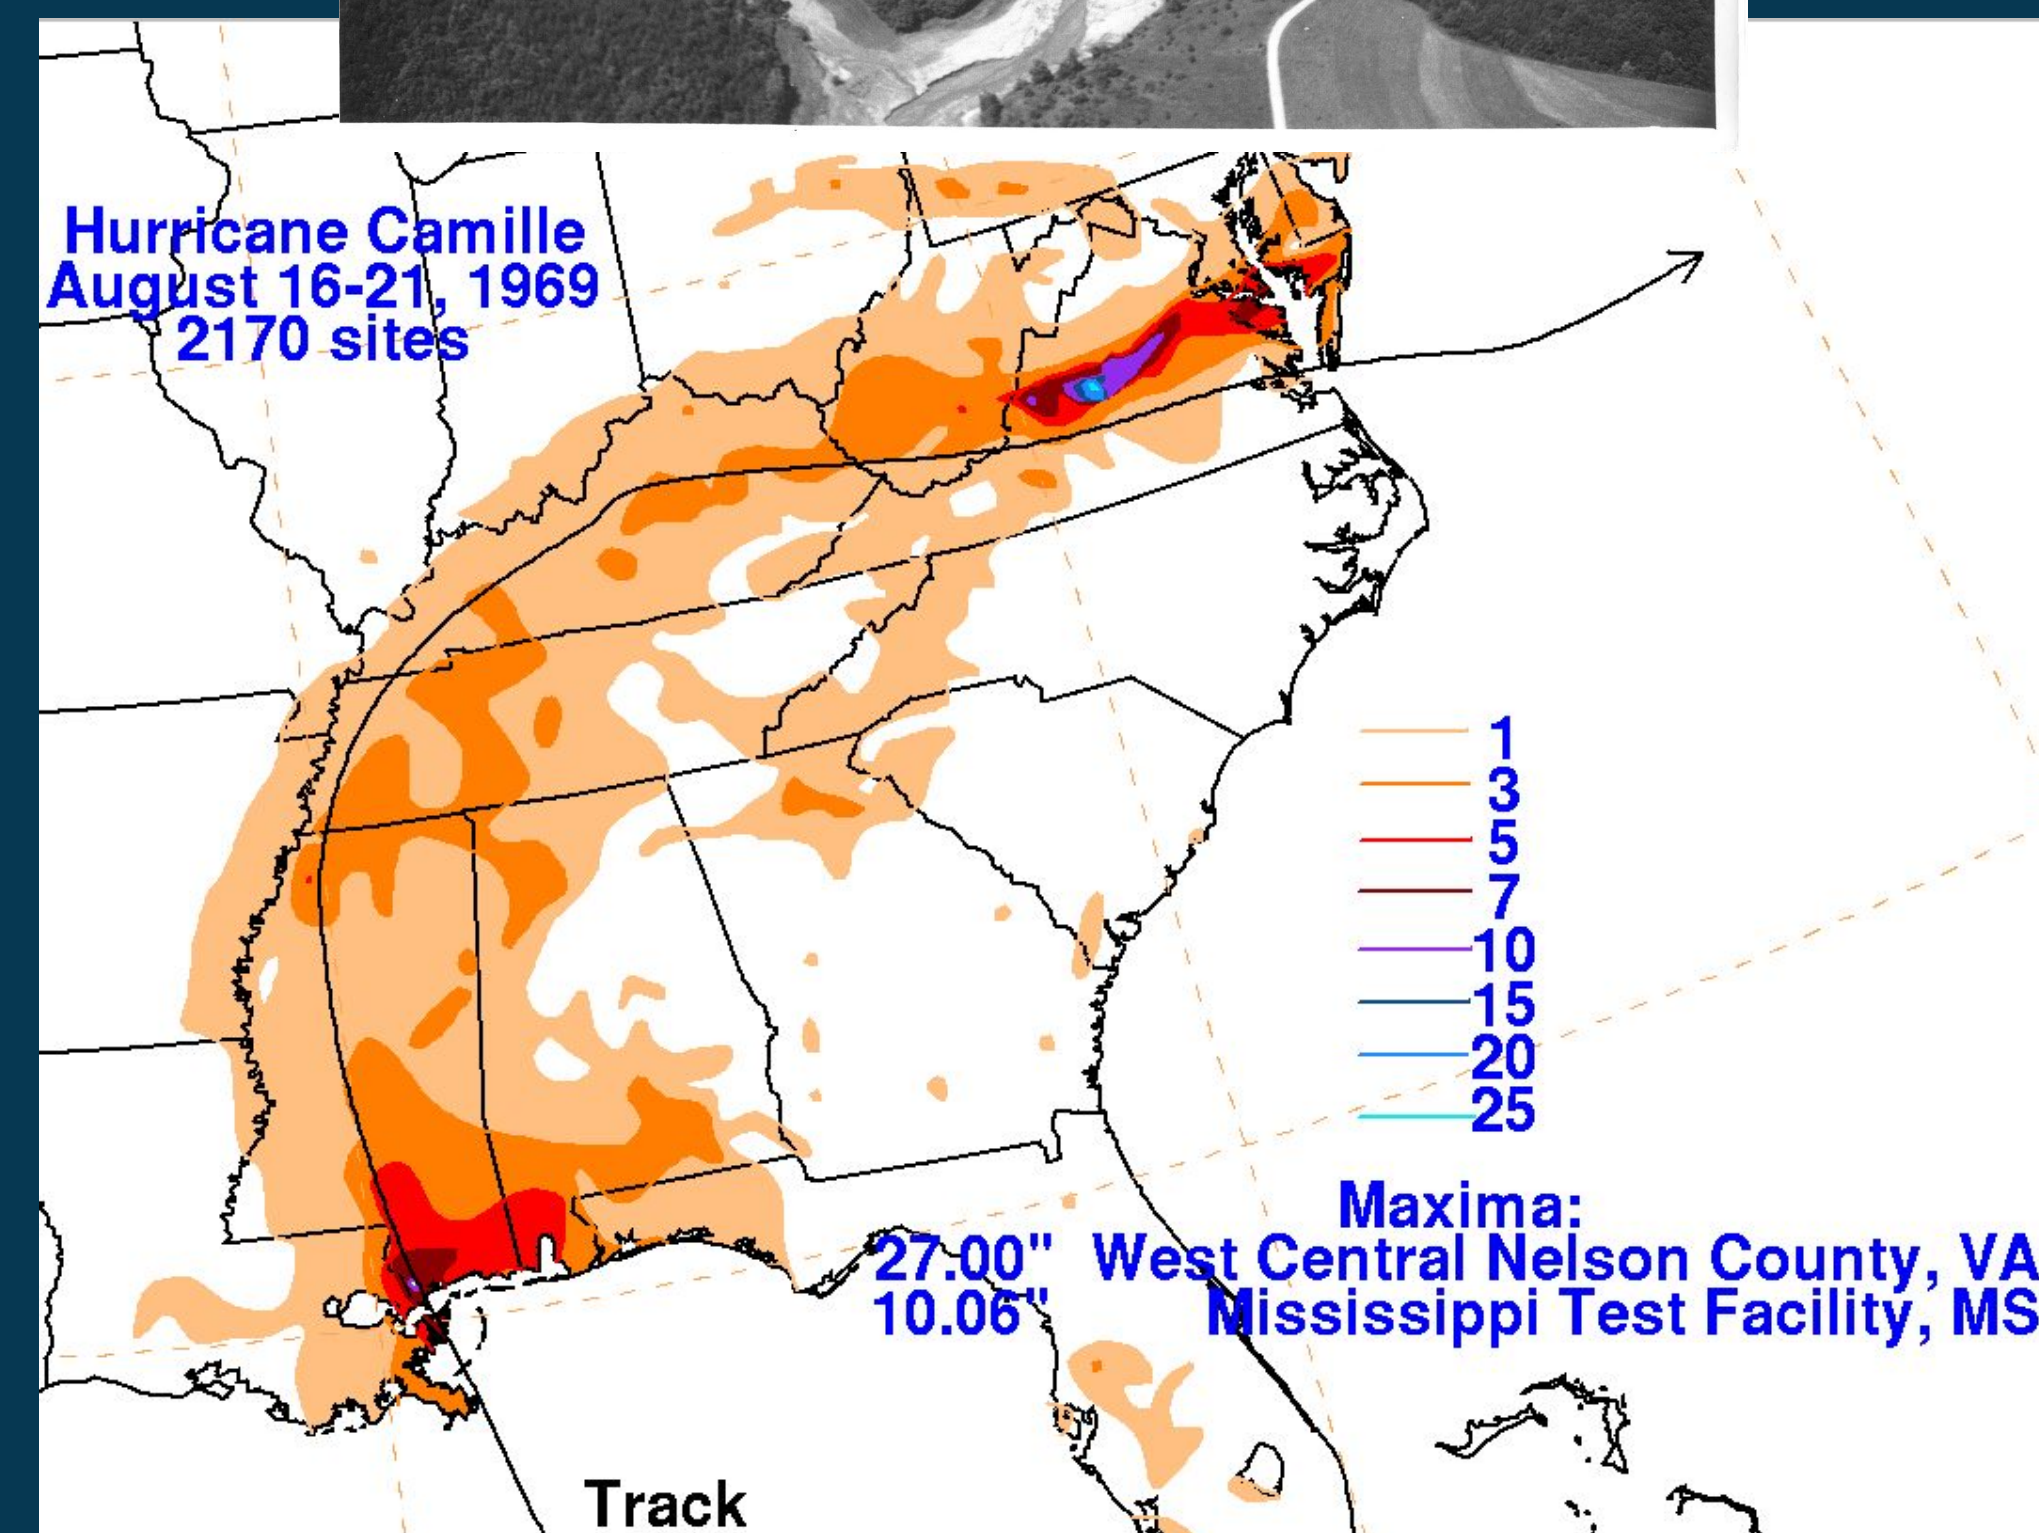 Hurricane Camille
August 16-21, 1969
2170 sites
1
3
5
7
10
15
20
25
Maxima:
27.00" West Central Nelson County, VA
10.06" Mississippi Test Facility, MS
Track